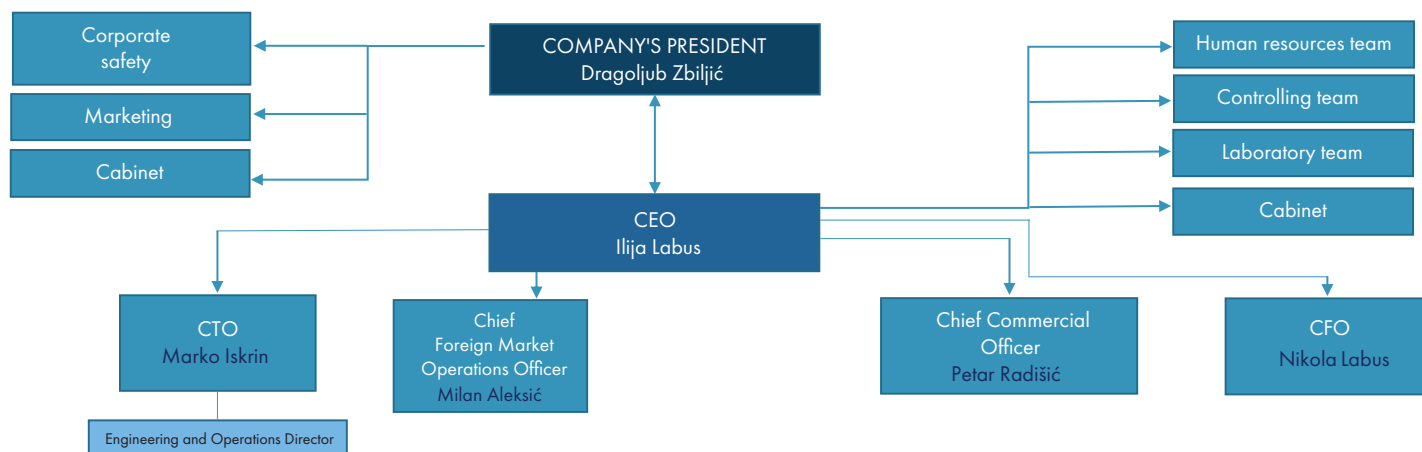 Corporate
safety
Marketing
Cabinet
COMPANY'S PRESIDENT
Dragoljub Zbiljić
Human resources team
Controlling team
Laboratory team
Cabinet
CEO
Ilija Labus
CTO
Marko Iskrin
Chief
Foreign Market
Operations Officer
Milan Aleksić
Chief Commercial
Officer
Petar Radišić
CFO
Nikola Labus
Engineering and Operations Director